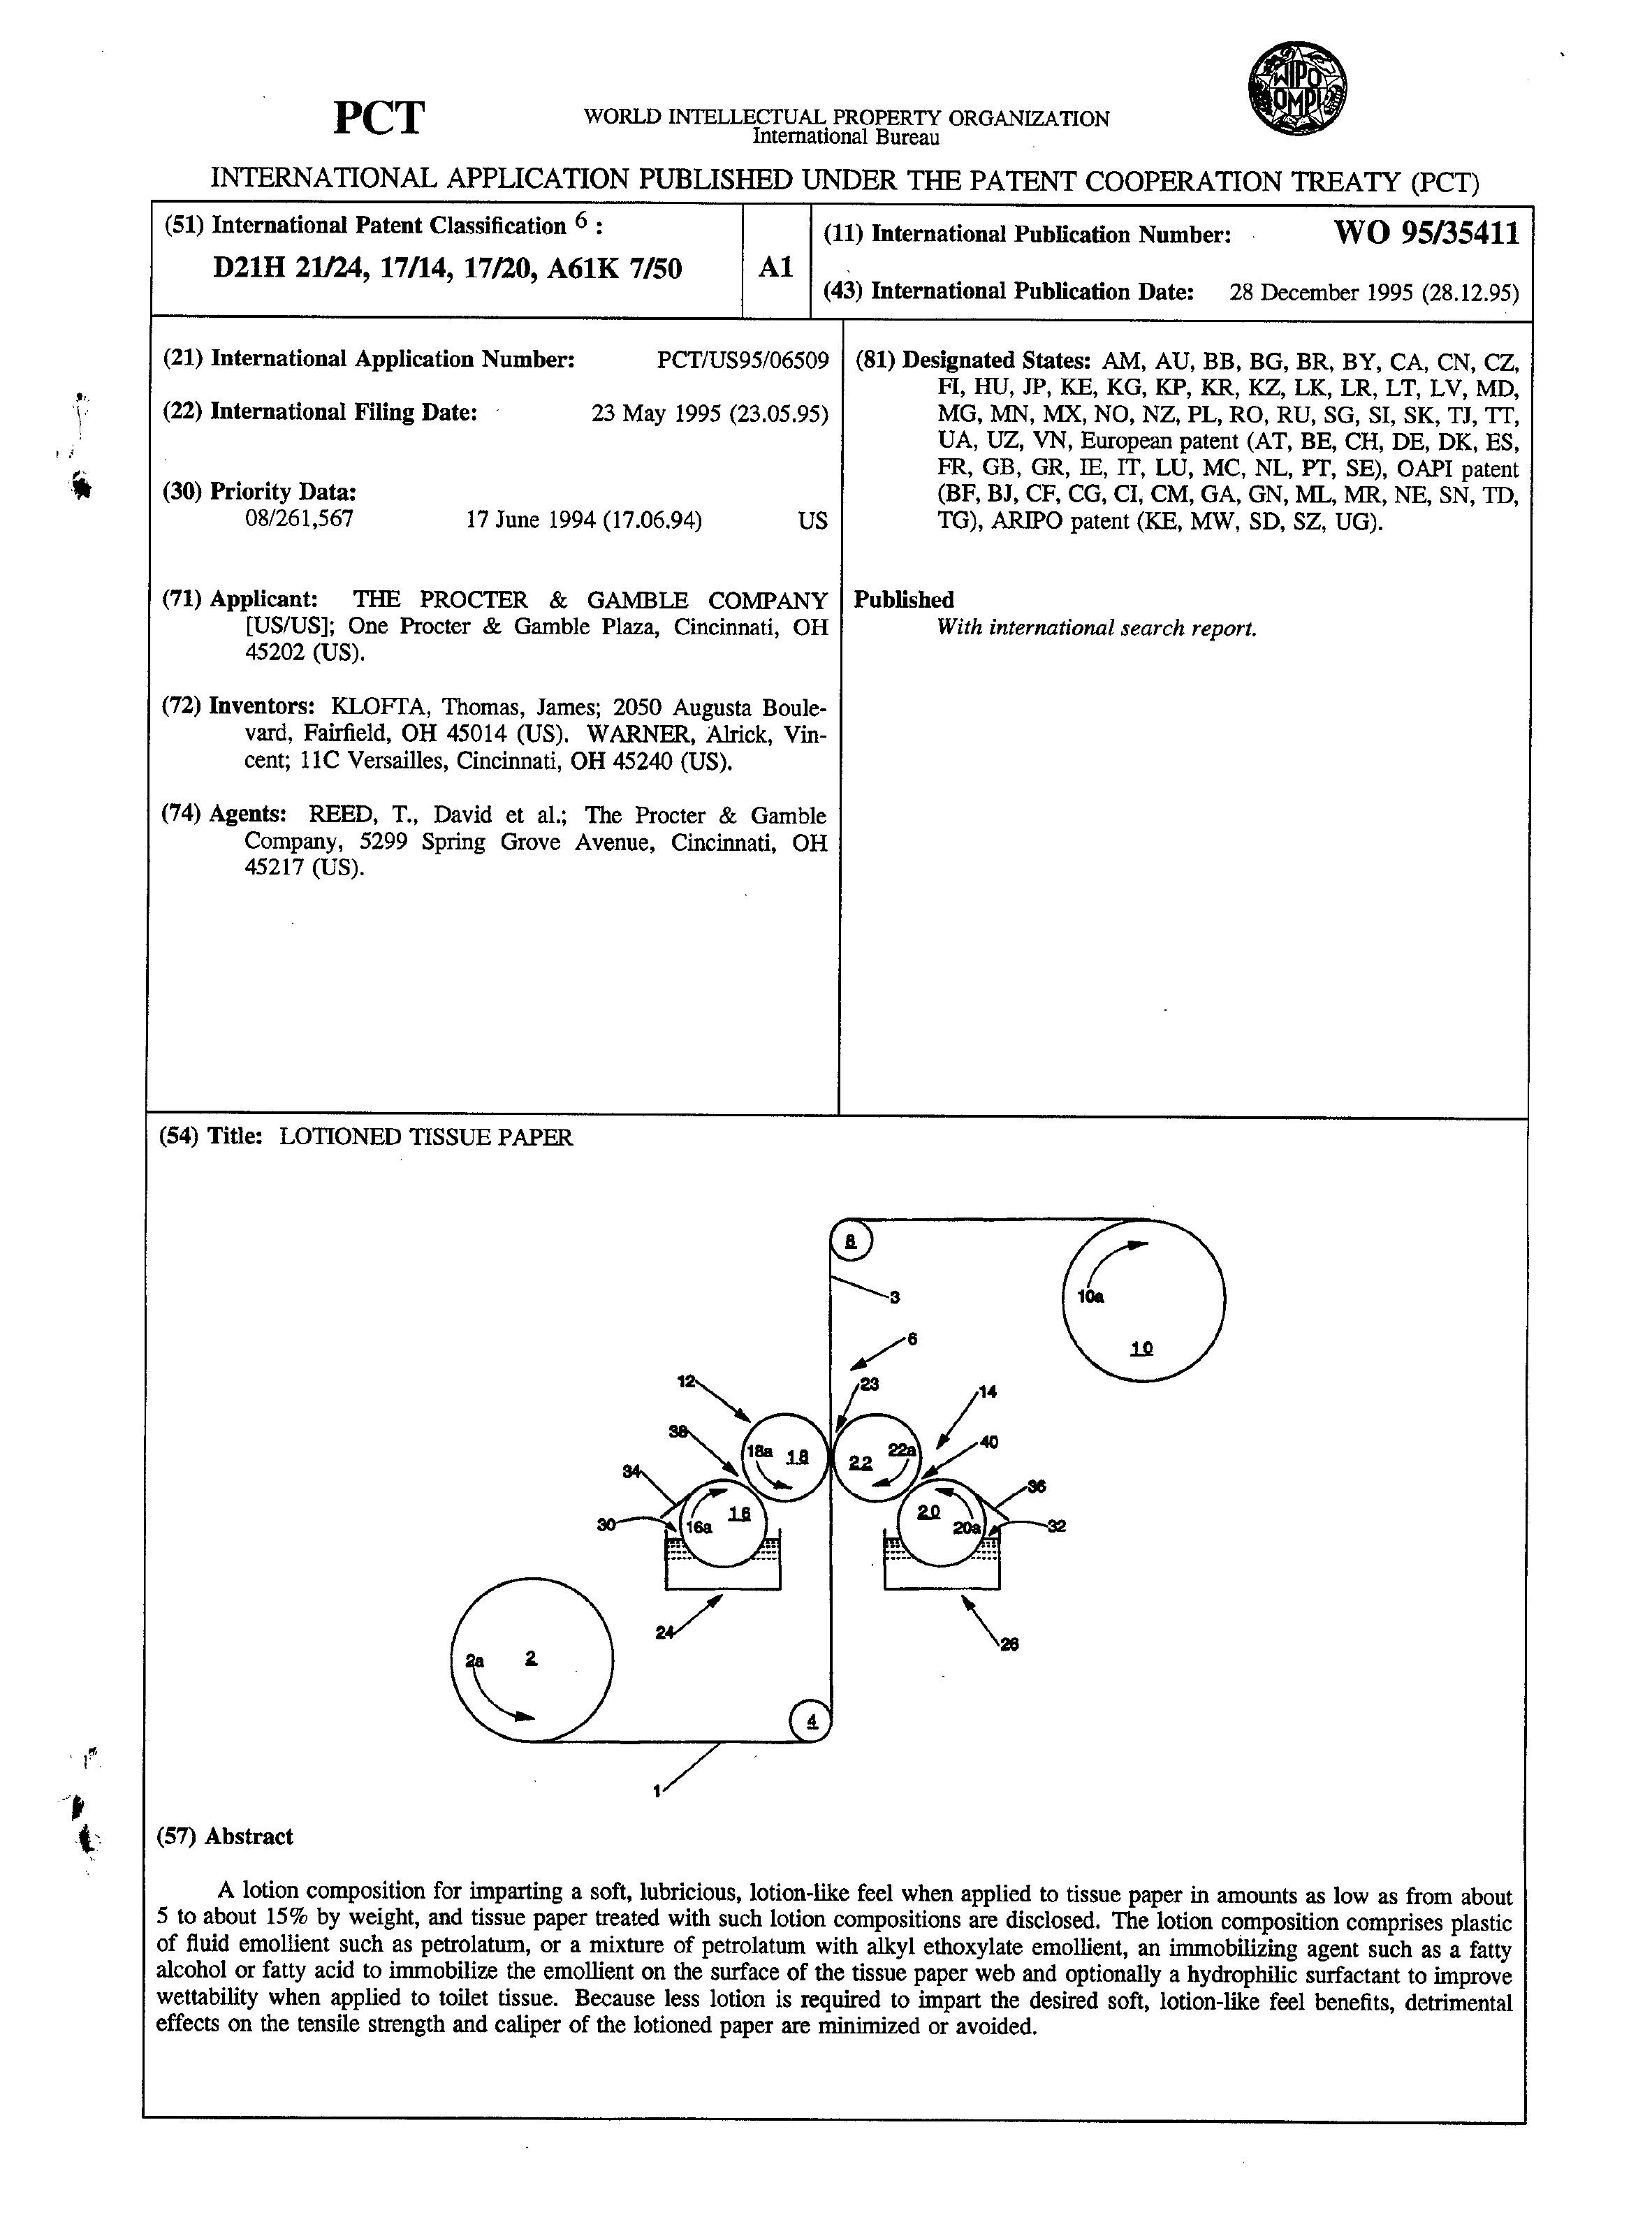 WIPO
OMPI
PCT
WORLD INTELLECTUAL PROPERTY ORGANIZATION
International Bureau
INTERNATIONAL APPLICATION PUBLISHED UNDER THE PATENT COOPERATION TREATY (PCT)
(51) International Patent Classification 6 :
D21H 21/24, 17/14, 17/20, A61K 7/50
A1
(11) International Publication Number: WO 95/35411
(43) International Publication Date: 28 December 1995 (28.12.95)
(21) International Application Number: PCT/US95/06509
(22) International Filing Date: 23 May 1995 (23.05.95)
(30) Priority Data:
08/261,567 17 June 1994 (17.06.94) US
(71) Applicant: THE PROCTER & GAMBLE COMPANY
[US/US]; One Procter & Gamble Plaza, Cincinnati, OH
45202 (US).
(72) Inventors: KLOFTA, Thomas, James; 2050 Augusta Boule-
vard, Fairfield, OH 45014 (US). WARNER, Alrick, Vin-
cent; 11C Versailles, Cincinnati, OH 45240 (US).
(74) Agents: REED, T., David et al.; The Procter & Gamble
Company, 5299 Spring Grove Avenue, Cincinnati, OH
45217 (US).
(81) Designated States: AM, AU, BB, BG, BR, BY, CA, CN, CZ,
FI, HU, JP, KE, KG, KP, KR, KZ, LK, LR, LT, LV, MD,
MG, MN, MX, NO, NZ, PL, RO, RU, SG, SI, SK, TJ, TT,
UA, UZ, VN, European patent (AT, BE, CH, DE, DK, ES,
FR, GB, GR, IE, IT, LU, MC, NL, PT, SE), OAPI patent
(BF, BJ, CF, CG, CI, CM, GA, GN, ML, MR, NE, SN, TD,
TG), ARIPO patent (KE, MW, SD, SZ, UG).
Published
With international search report.
(54) Title: LOTIONED TISSUE PAPER
8
3
10a
6
10
12
23
14
38
18a
18
22
22a
40
34
36
30
16a
16
20
20a
32
24
26
2a
2
4
1
(57) Abstract
A lotion composition for imparting a soft, lubricious, lotion-like feel when applied to tissue paper in amounts as low as from about
5 to about 15% by weight, and tissue paper treated with such lotion compositions are disclosed. The lotion composition comprises plastic
of fluid emollient such as petrolatum, or a mixture of petrolatum with alkyl ethoxylate emollient, an immobilizing agent such as a fatty
alcohol or fatty acid to immobilize the emollient on the surface of the tissue paper web and optionally a hydrophilic surfactant to improve
wettability when applied to toilet tissue. Because less lotion is required to impart the desired soft, lotion-like feel benefits, detrimental
effects on the tensile strength and caliper of the lotioned paper are minimized or avoided.